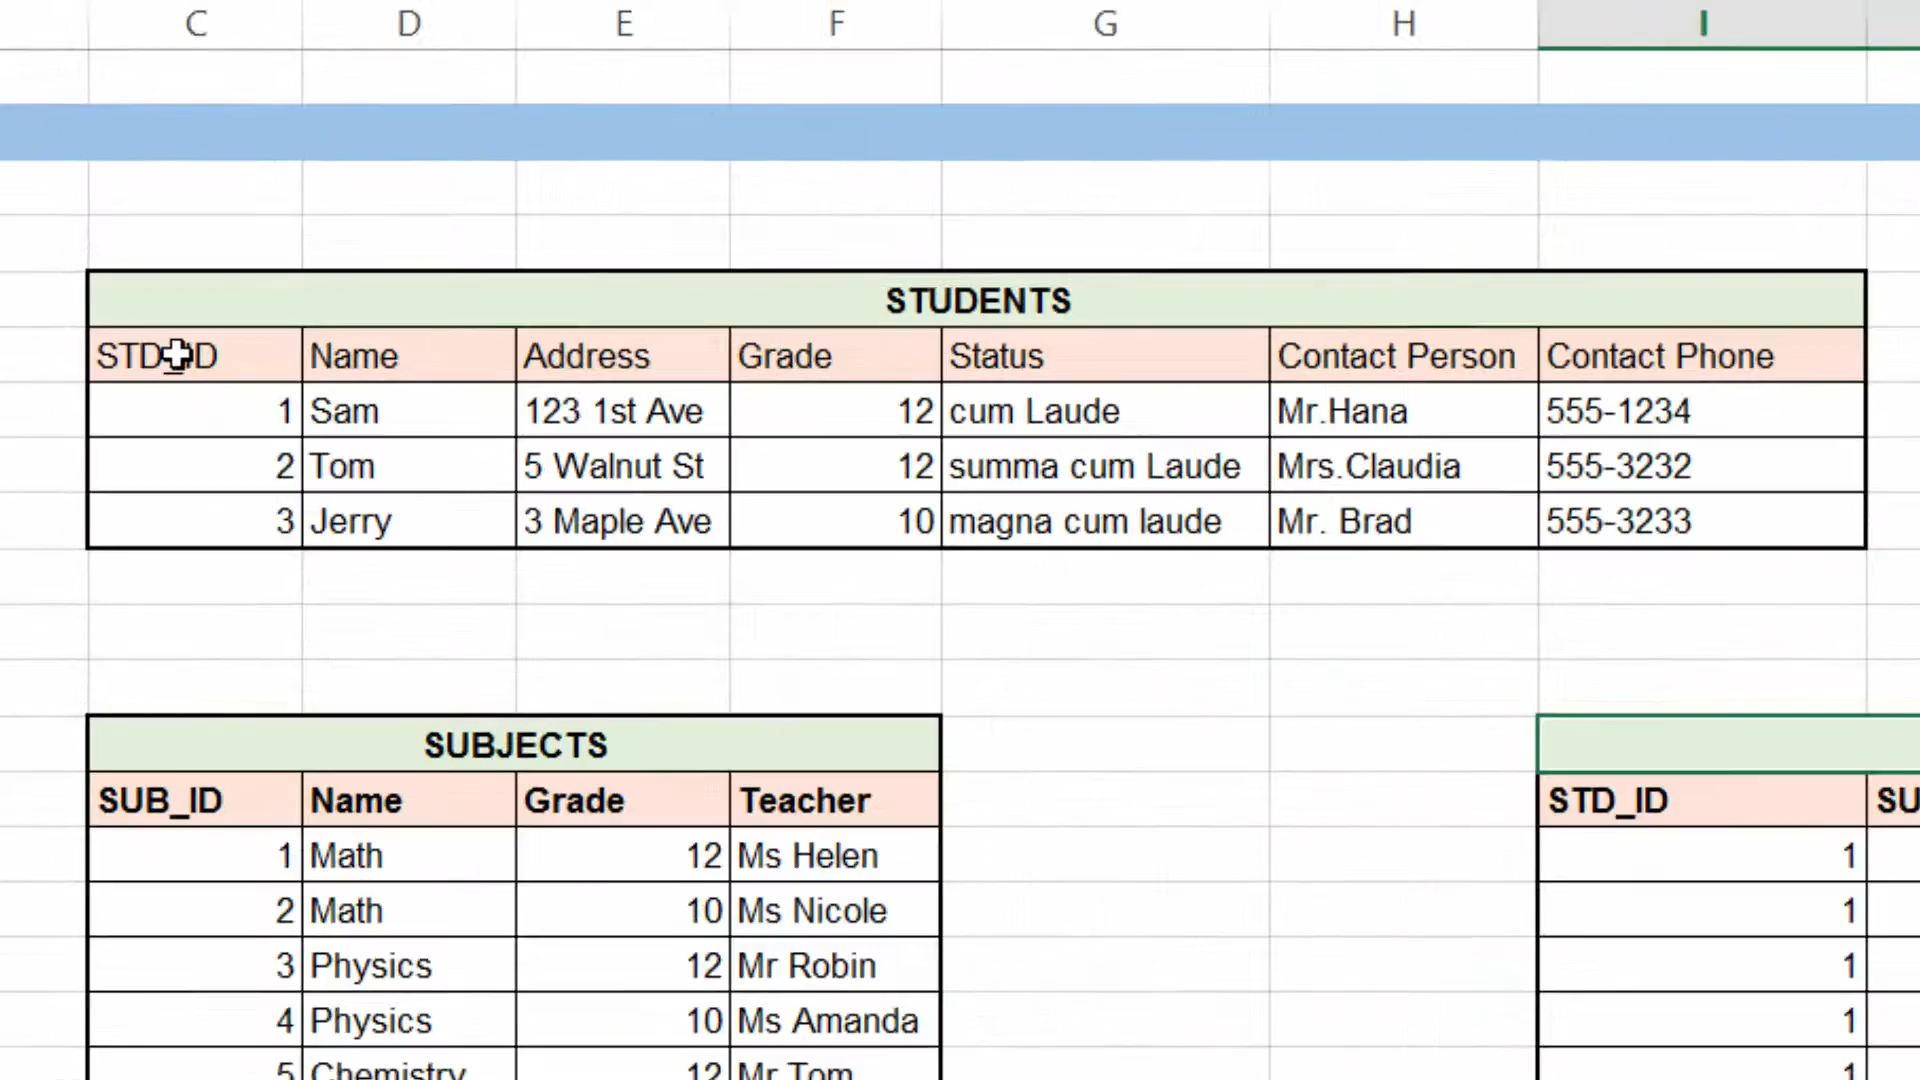 C D E F G H I
STUDENTS
STD_ID Name Address Grade Status Contact Person Contact Phone
1 Sam 123 1st Ave 12 cum Laude Mr.Hana 555-1234
2 Tom 5 Walnut St 12 summa cum Laude Mrs.Claudia 555-3232
3 Jerry 3 Maple Ave 10 magna cum laude Mr. Brad 555-3233
SUBJECTS
SUB_ID Name Grade Teacher STD_ID SU
1 Math 12 Ms Helen 1
2 Math 10 Ms Nicole 1
3 Physics 12 Mr Robin 1
4 Physics 10 Ms Amanda 1
5 Chemistry 12 Mr Tom 1